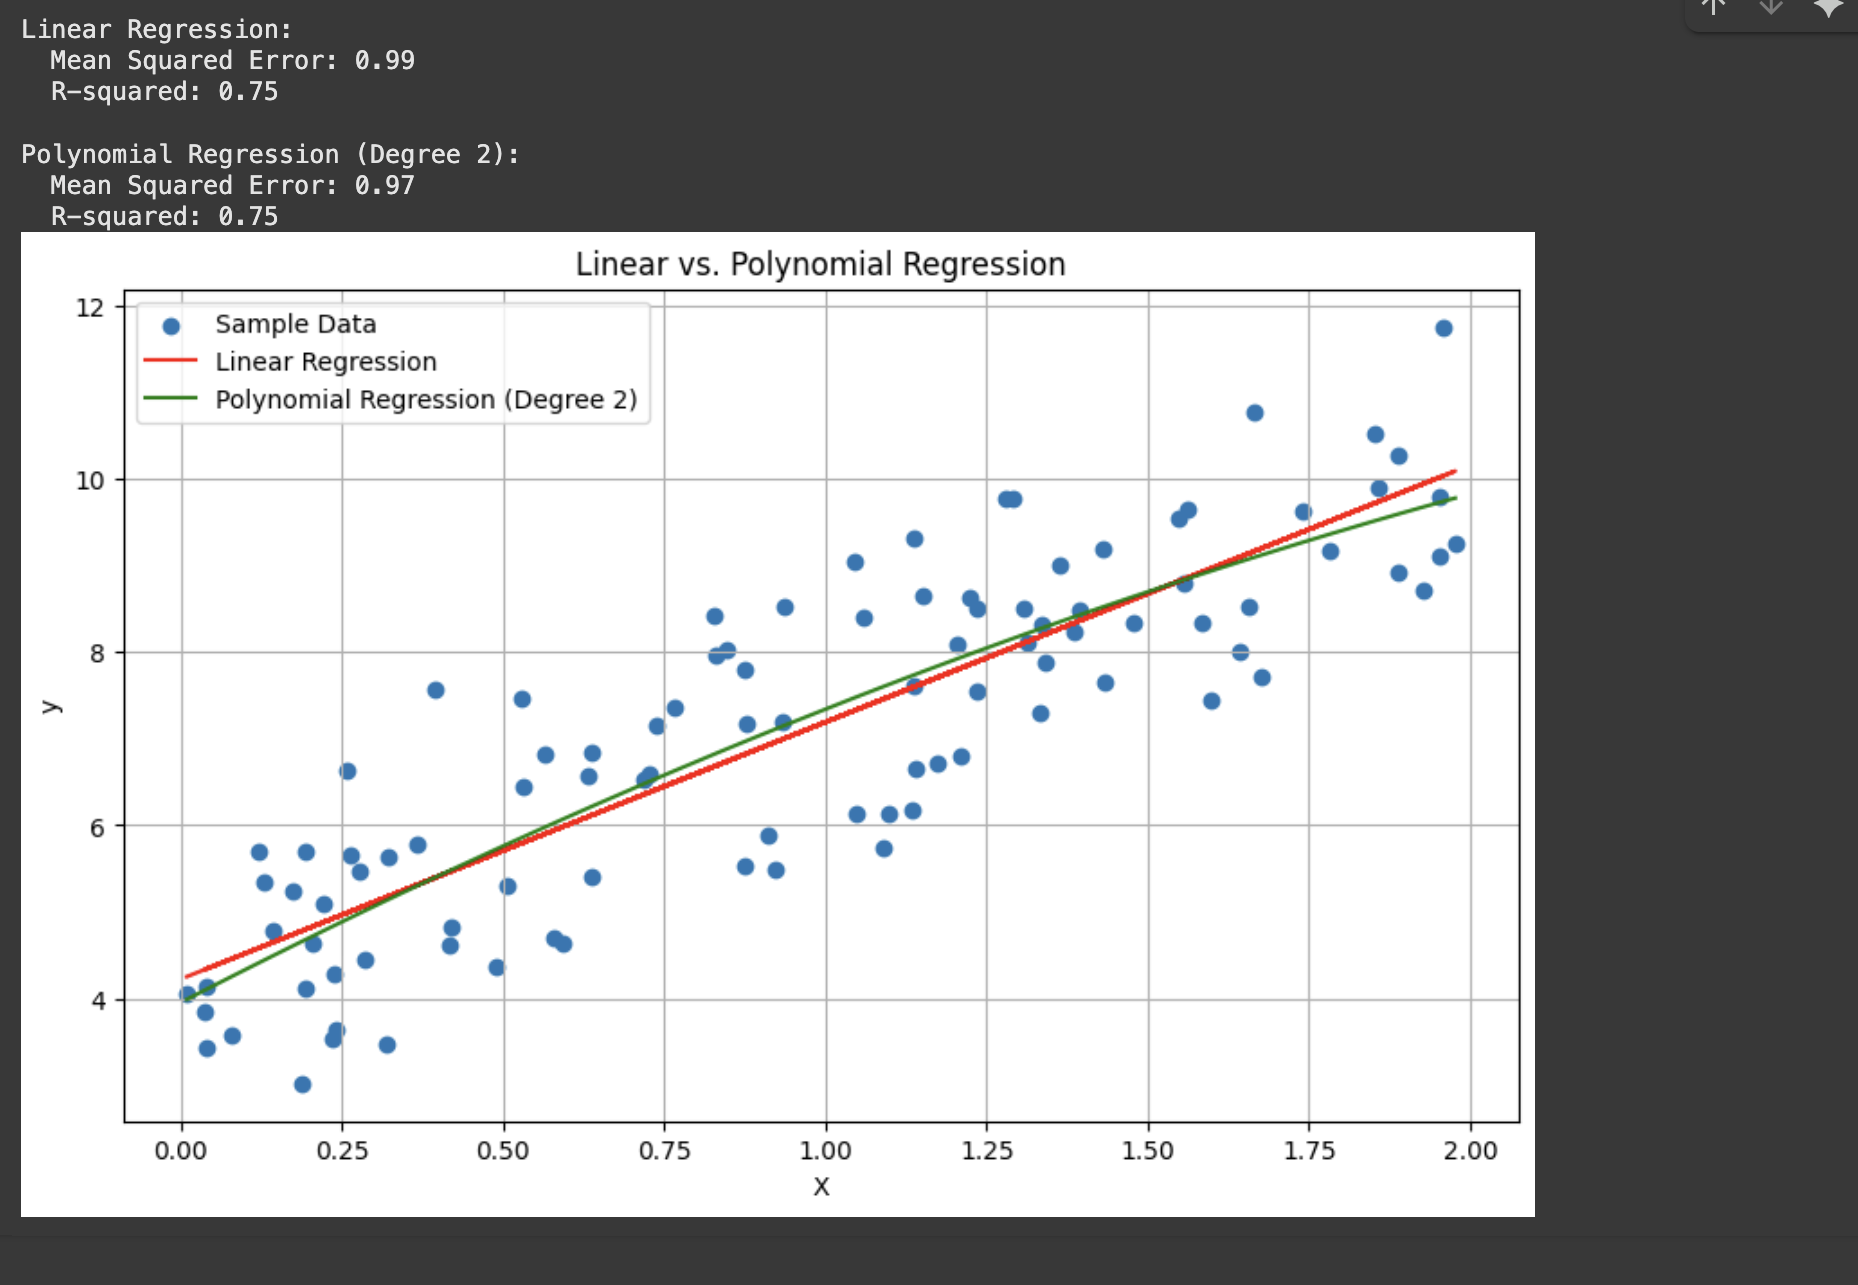 Linear Regression:
Mean Squared Error: 0.99
R-squared: 0.75
Polynomial Regression (Degree 2):
Mean Squared Error: 0.97
R-squared: 0.75
Linear vs. Polynomial Regression
Sample Data
Linear Regression
Polynomial Regression (Degree 2)
12
10
8
6
4
y
0.00 0.25 0.50 0.75 1.00 1.25 1.50 1.75 2.00
X